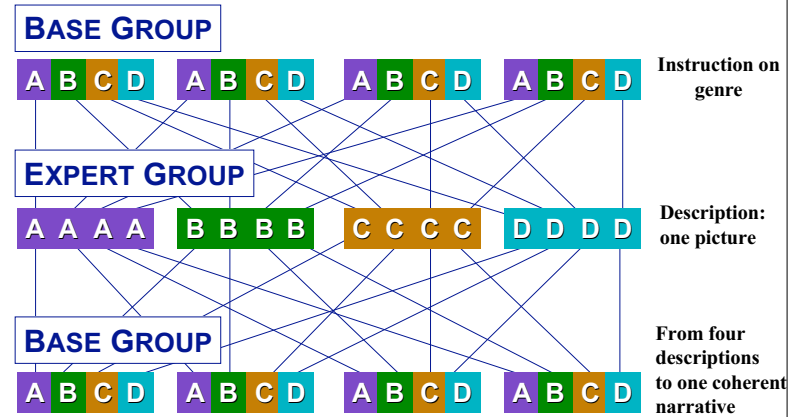 BASE GROUP
A B C D A B C D A B C D A B C D
Instruction on
genre
EXPERT GROUP
A A A A B B B B C C C C D D D D
Description:
one picture
BASE GROUP
A B C D A B C D A B C D A B C D
From four
descriptions
to one coherent
narrative